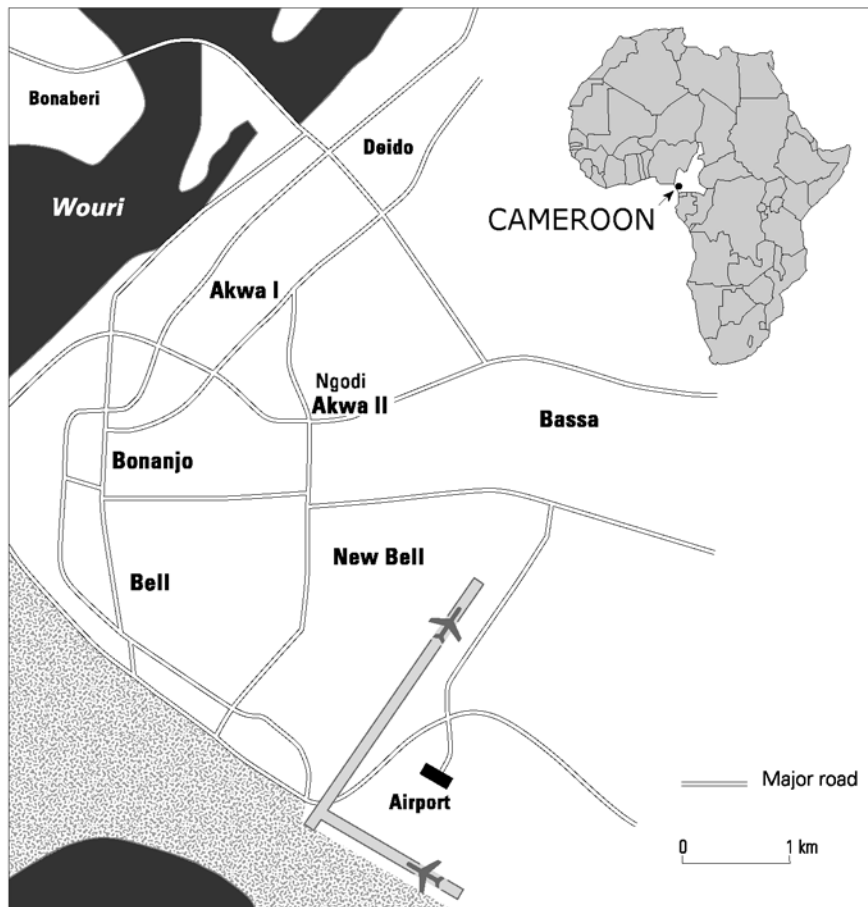 Bonaberi
Deido
Wouri
CAMEROON
Akwa I
Ngodi
Akwa II
Bassa
Bonanjo
New Bell
Bell
Major road
Airport
0 1 km